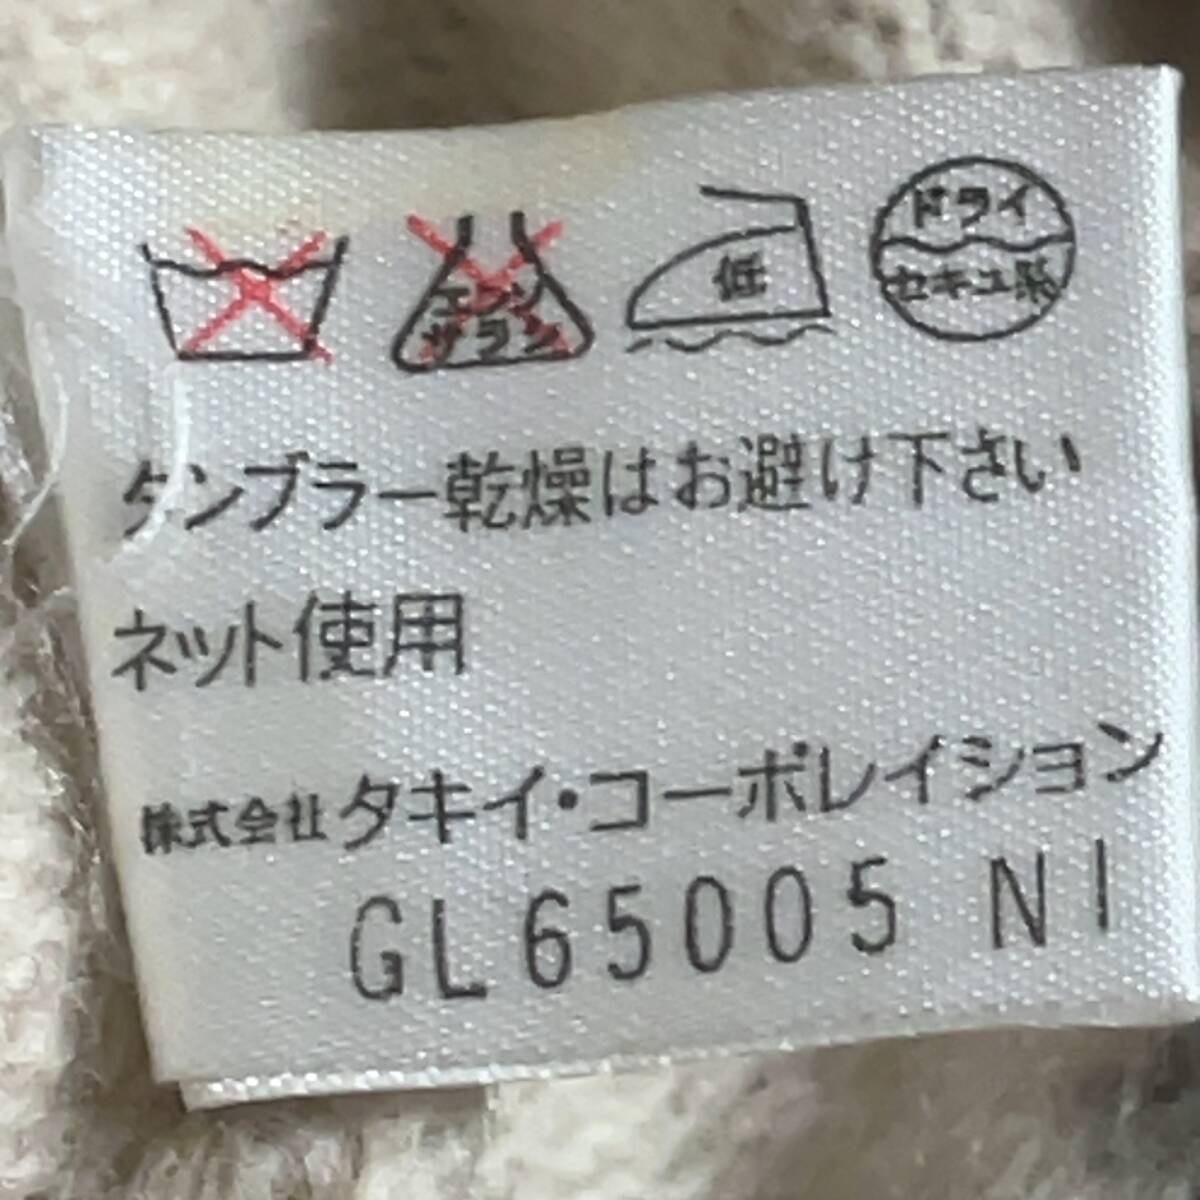 エンソ サラシ
低
ドライ
セキユ系
タンブラー乾燥はお避け下さい
ネット使用
株式会社タキイ・コーポレイション
GL65005 N1